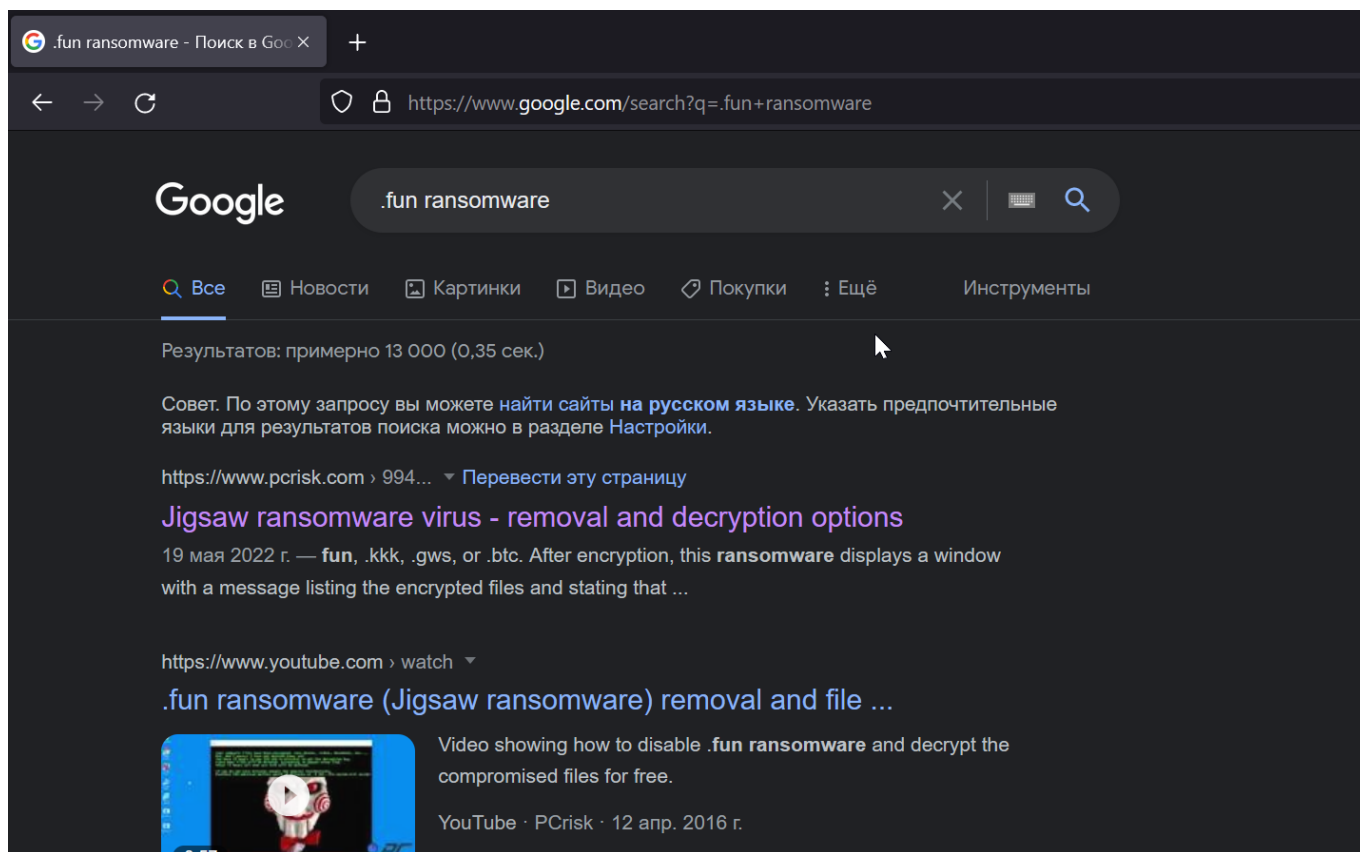 .fun ransomware - Поиск в Goo
https://www.google.com/search?q=.fun+ransomware
Google
.fun ransomware
Все Новости Картинки Видео Покупки Ещё Инструменты
Результатов: примерно 13 000 (0,35 сек.)
Совет. По этому запросу вы можете найти сайты на русском языке. Указать предпочтительные
языки для результатов поиска можно в разделе Настройки.
https://www.pcrisk.com › 994... Перевести эту страницу
Jigsaw ransomware virus - removal and decryption options
19 мая 2022 г. — fun, .kkk, .gws, or .btc. After encryption, this ransomware displays a window
with a message listing the encrypted files and stating that ...
https://www.youtube.com › watch
.fun ransomware (Jigsaw ransomware) removal and file ...
Video showing how to disable .fun ransomware and decrypt the
compromised files for free.
YouTube · PCrisk · 12 апр. 2016 г.